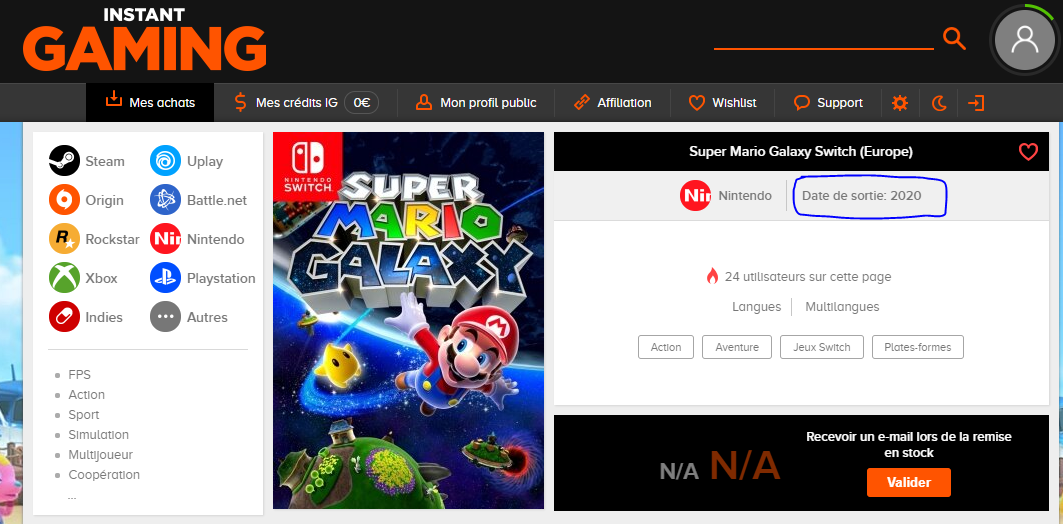 INSTANT
GAMING
Mes achats
Mes crédits IG 0€
Mon profil public
Affiliation
Wishlist
Support
Steam
Uplay
Origin
Battle.net
Rockstar
Nintendo
Xbox
Playstation
Indies
Autres
FPS
Action
Sport
Simulation
Multijoueur
Coopération
...
NINTENDO
SWITCH
SUPER
MARIO
GALAXY
Super Mario Galaxy Switch (Europe)
Nintendo
Date de sortie: 2020
24 utilisateurs sur cette page
Langues Multilangues
Action Aventure Jeux Switch Plates-formes
N/A N/A
Recevoir un e-mail lors de la remise
en stock
Valider